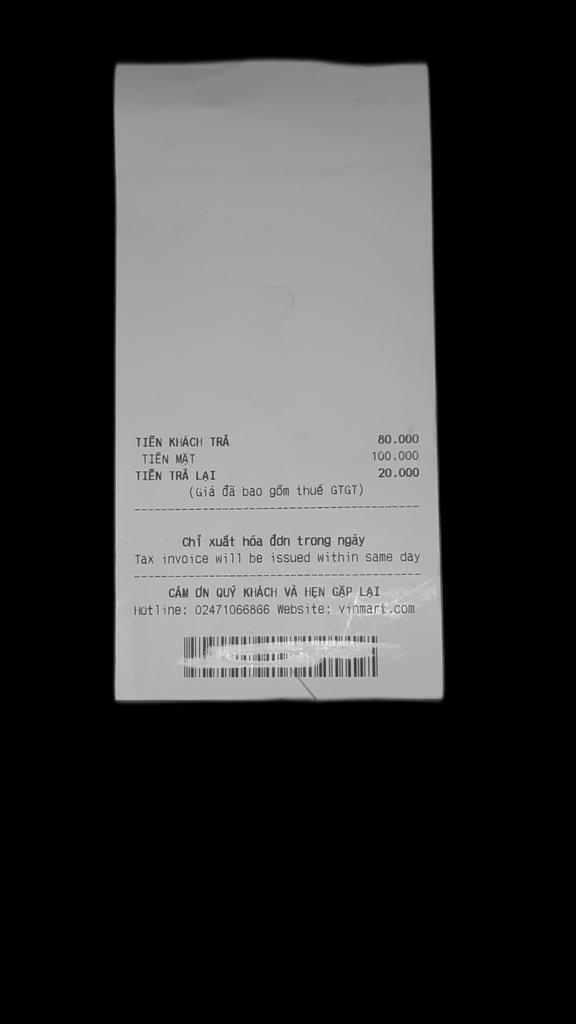 TIỀN KHÁCH TRẢ 80.000
TIỀN MẶT 100.000
TIỀN TRẢ LẠI 20.000
(Giá đã bao gồm thuế GTGT)
Chỉ xuất hóa đơn trong ngày
Tax invoice will be issued within same day
CẢM ƠN QUÝ KHÁCH VÀ HẸN GẶP LẠI
Hotline: 02471066866 Website: vinmart.com